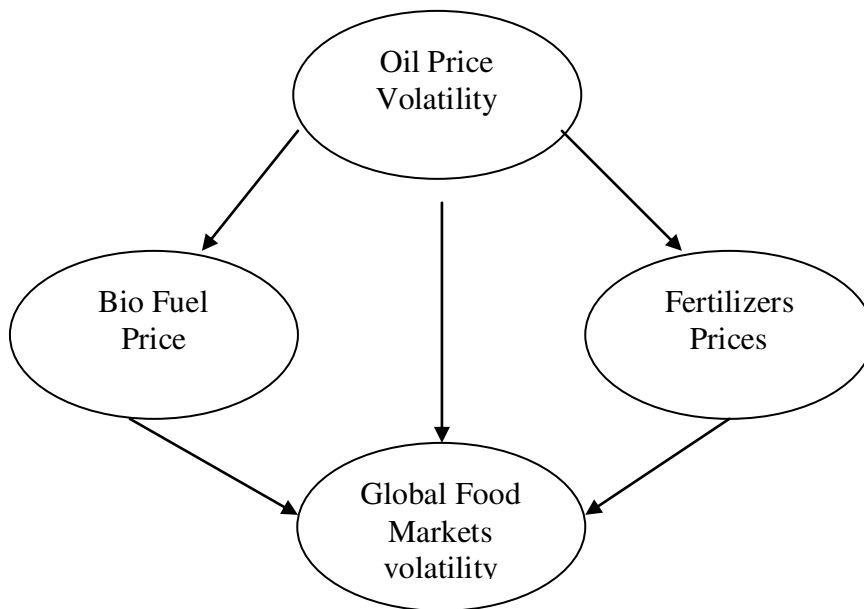 Oil Price
Volatility
Bio Fuel
Price
Fertilizers
Prices
Global Food
Markets
volatility